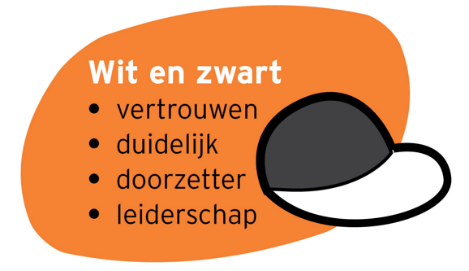 Wit en zwart
• vertrouwen
• duidelijk
• doorzetter
• leiderschap